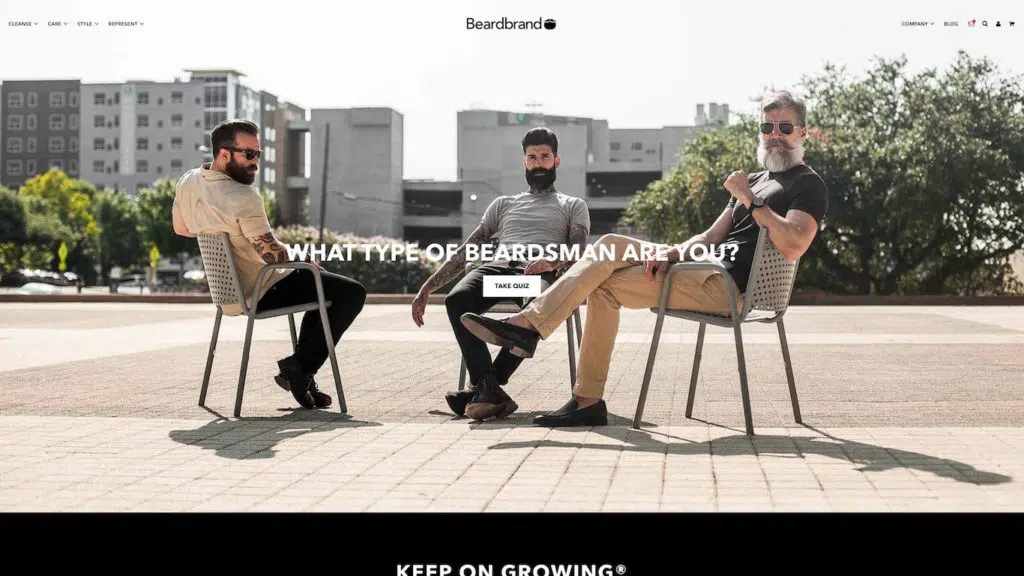 CLEANSE CARE STYLE REPRESENT Beardbrand COMPANY BLOG
WHAT TYPE OF BEARDSMAN ARE YOU?
TAKE QUIZ
KEEP ON GROWING®